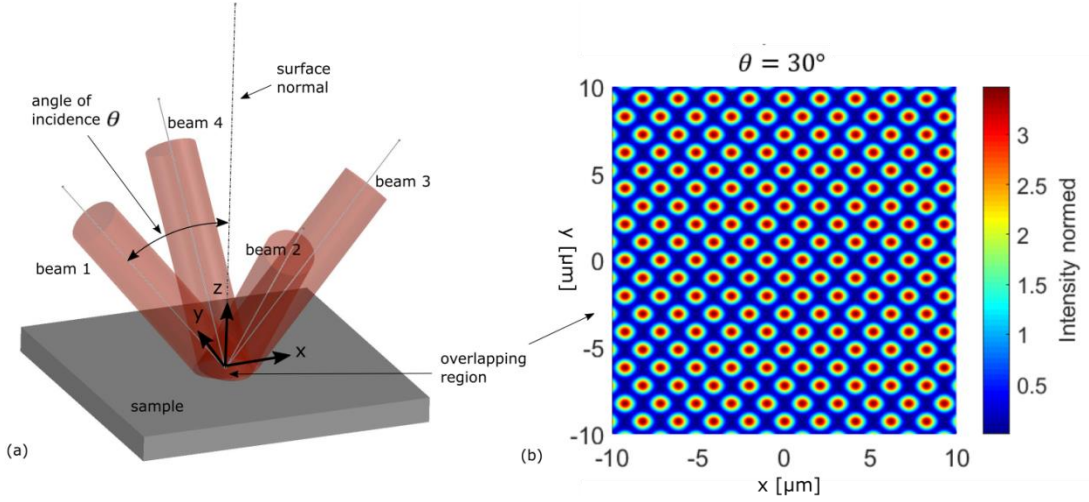 surface
normal
angle of
incidence θ
beam 4
beam 3
beam 1
beam 2
z
y
x
overlapping
region
sample
(a)
θ = 30°
10
5
0
-5
-10
y [µm]
-10
-5
0
5
10
x [µm]
3
2.5
2
1.5
1
0.5
Intensity normed
(b)